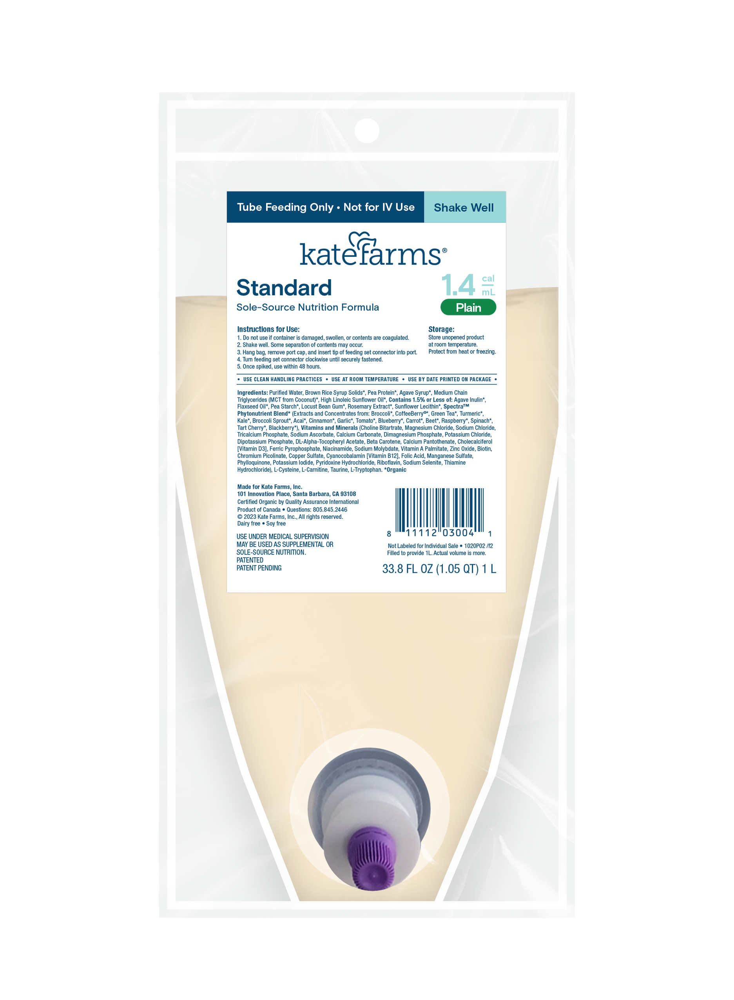 Tube Feeding Only • Not for IV Use
Shake Well
katefarms®
Standard
Sole-Source Nutrition Formula
1.4 cal
mL
Plain
Instructions for Use:
1. Do not use if container is damaged, swollen, or contents are coagulated.
2. Shake well. Some separation of contents may occur.
3. Hang bag, remove port cap, and insert tip of feeding set connector into port.
4. Turn feeding set connector clockwise until securely fastened.
5. Once spiked, use within 48 hours.
Storage:
Store unopened product
at room temperature.
Protect from heat or freezing.
• USE CLEAN HANDLING PRACTICES • USE AT ROOM TEMPERATURE • USE BY DATE PRINTED ON PACKAGE •
Ingredients: Purified Water, Brown Rice Syrup Solids*, Pea Protein*, Agave Syrup*, Medium Chain
Triglycerides (MCT from Coconut)*, High Linoleic Sunflower Oil*, Contains 1.5% or Less of: Agave Inulin*,
Flaxseed Oil*, Pea Starch*, Locust Bean Gum*, Rosemary Extract*, Sunflower Lecithin*, Spectra™
Phytonutrient Blend* (Extracts and Concentrates from: Broccoli*, CoffeeBerry®*, Green Tea*, Turmeric*,
Kale*, Broccoli Sprout*, Acai*, Cinnamon*, Garlic*, Tomato*, Blueberry*, Carrot*, Beet*, Raspberry*, Spinach*,
Tart Cherry*, Blackberry*), Vitamins and Minerals (Choline Bitartrate, Magnesium Chloride, Sodium Chloride,
Tricalcium Phosphate, Sodium Ascorbate, Calcium Carbonate, Dimagnesium Phosphate, Potassium Chloride,
Dipotassium Phosphate, DL-Alpha-Tocopheryl Acetate, Beta Carotene, Calcium Pantothenate, Cholecalciferol
[Vitamin D3], Ferric Pyrophosphate, Niacinamide, Sodium Molybdate, Vitamin A Palmitate, Zinc Oxide, Biotin,
Chromium Picolinate, Copper Sulfate, Cyanocobalamin [Vitamin B12], Folic Acid, Manganese Sulfate,
Phylloquinone, Potassium Iodide, Pyridoxine Hydrochloride, Riboflavin, Sodium Selenite, Thiamine
Hydrochloride), L-Cysteine, L-Carnitine, Taurine, L-Tryptophan. *Organic
Made for Kate Farms, Inc.
101 Innovation Place, Santa Barbara, CA 93108
Certified Organic by Quality Assurance International
Product of Canada • Questions: 805.845.2446
© 2023 Kate Farms, Inc., All rights reserved.
Dairy free • Soy free
USE UNDER MEDICAL SUPERVISION
MAY BE USED AS SUPPLEMENTAL OR
SOLE-SOURCE NUTRITION.
PATENTED
PATENT PENDING
8 11112 03004 1
Not Labeled for Individual Sale • 1020P02 /f2
Filled to provide 1L. Actual volume is more.
33.8 FL OZ (1.05 QT) 1 L